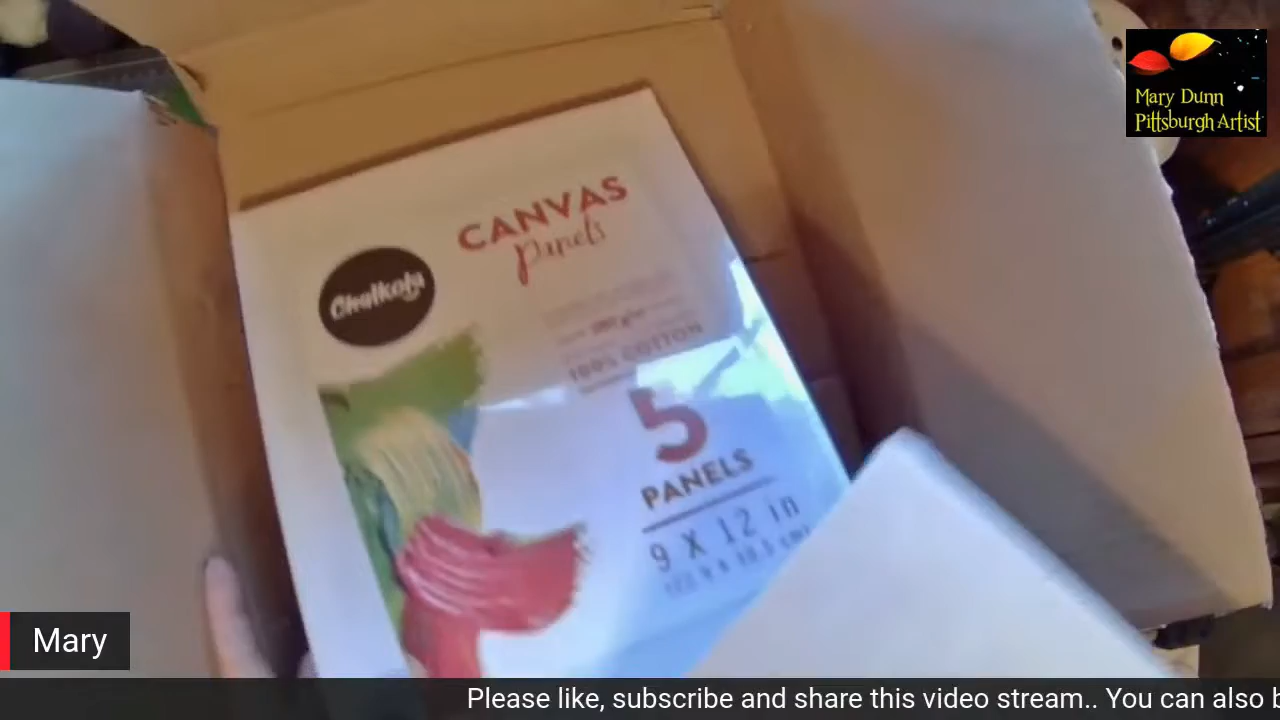 Mary Dunn
Pittsburgh Artist
CANVAS
Panels
Chalkola
100% COTTON
5
PANELS
9 X 12 in
Mary
Please like, subscribe and share this video stream.. You can also b